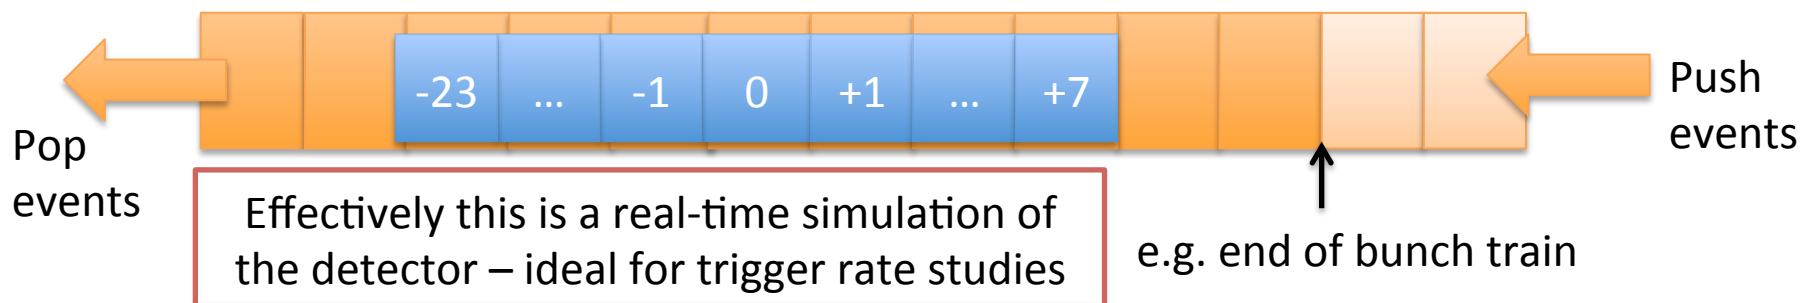 -23 ... -1 0 +1 ... +7
Push
events
Pop
events
Effectively this is a real-time simulation of
the detector – ideal for trigger rate studies
e.g. end of bunch train